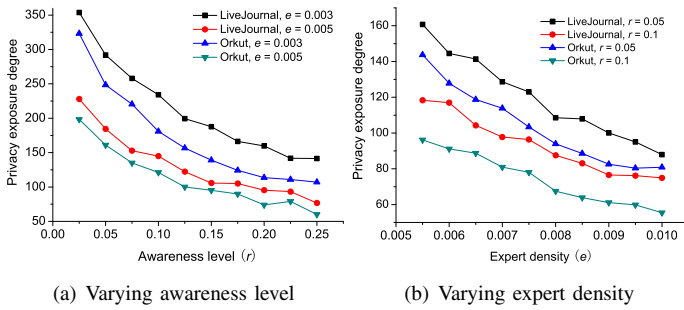 LiveJournal, e = 0.003
LiveJournal, e = 0.005
Orkut, e = 0.003
Orkut, e = 0.005
Privacy exposure degree
350
300
250
200
150
100
50
0.00 0.05 0.10 0.15 0.20 0.25
Awareness level (r)
(a) Varying awareness level
LiveJournal, r = 0.05
LiveJournal, r = 0.1
Orkut, r = 0.05
Orkut, r = 0.1
Privacy exposure degree
160
140
120
100
80
60
0.005 0.006 0.007 0.008 0.009 0.010
Expert density (e)
(b) Varying expert density